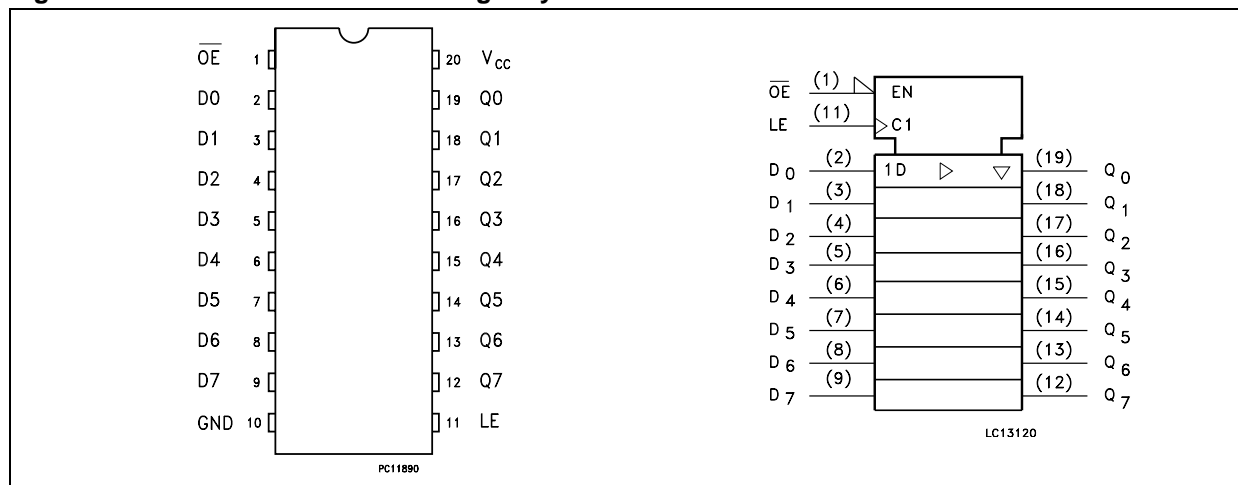 OE 1 20 VCC
D0 2 19 Q0
D1 3 18 Q1
D2 4 17 Q2
D3 5 16 Q3
D4 6 15 Q4
D5 7 14 Q5
D6 8 13 Q6
D7 9 12 Q7
GND 10 11 LE
PC11890
OE (1) EN
LE (11) C1
D0 (2) 1D (19) Q0
D1 (3) (18) Q1
D2 (4) (17) Q2
D3 (5) (16) Q3
D4 (6) (15) Q4
D5 (7) (14) Q5
D6 (8) (13) Q6
D7 (9) (12) Q7
LC13120